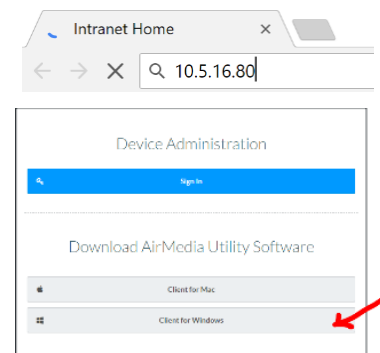 Intranet Home
10.5.16.80
Device Administration
Sign In
Download AirMedia Utility Software
Client for Mac
Client for Windows